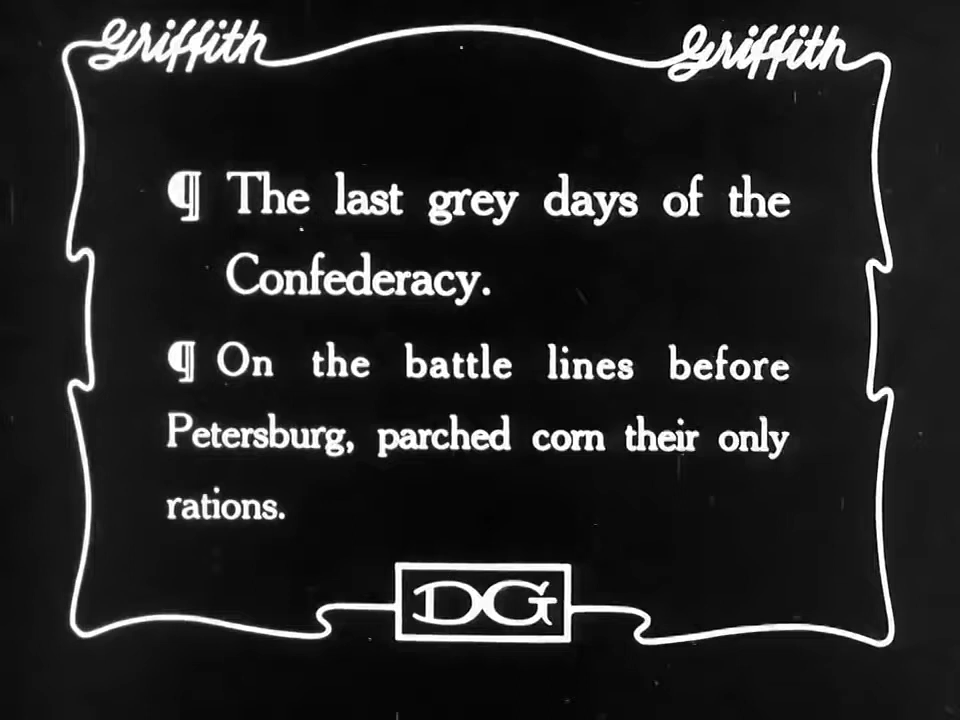 Griffith Griffith
¶ The last grey days of the
Confederacy.
¶ On the battle lines before
Petersburg, parched corn their only
rations.
DG